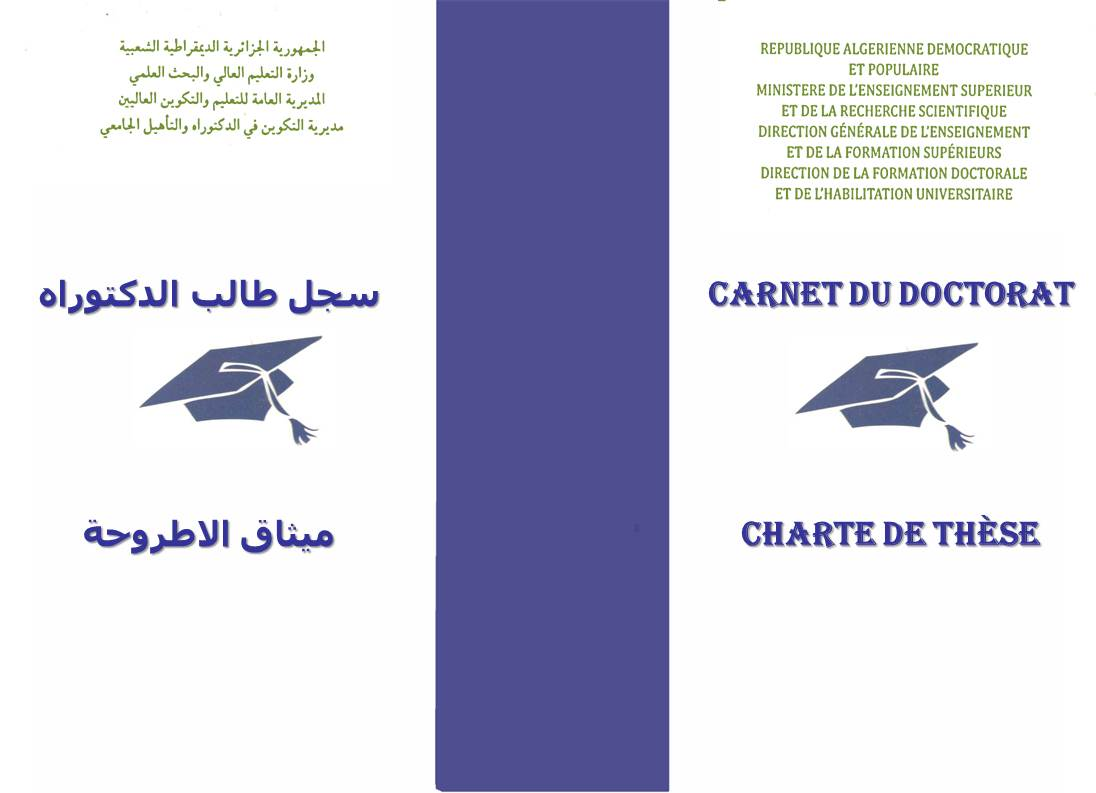 الجمهورية الجزائرية الديمقراطية الشعبية
وزارة التعليم العالي والبحث العلمي
المديرية العامة للتعليم والتكوين العاليين
مديرية التكوين في الدكتوراه والتأهيل الجامعي
سجل طالب الدكتوراه
ميثاق الاطروحة
REPUBLIQUE ALGERIENNE DEMOCRATIQUE
ET POPULAIRE
MINISTERE DE L'ENSEIGNEMENT SUPERIEUR
ET DE LA RECHERCHE SCIENTIFIQUE
DIRECTION GÉNÉRALE DE L'ENSEIGNEMENT
ET DE LA FORMATION SUPÉRIEURS
DIRECTION DE LA FORMATION DOCTORALE
ET DE L'HABILITATION UNIVERSITAIRE
CARNET DU DOCTORAT
CHARTE DE THÈSE